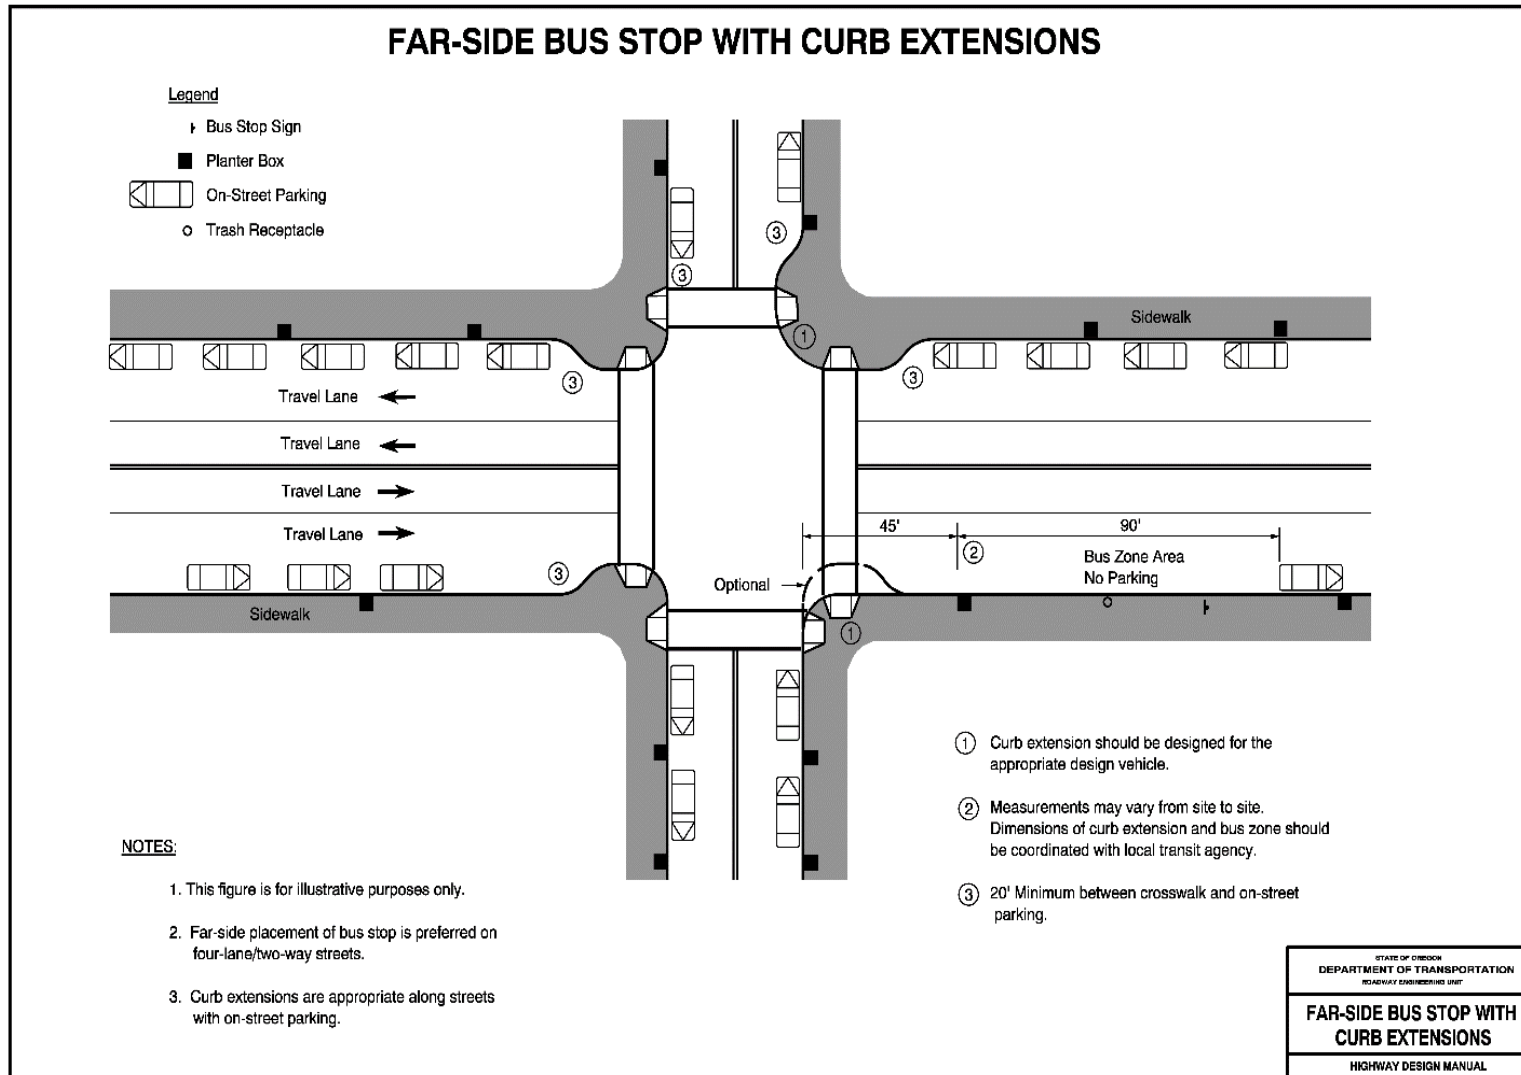 FAR-SIDE BUS STOP WITH CURB EXTENSIONS
Legend
Bus Stop Sign
Planter Box
On-Street Parking
Trash Receptacle
3
3
1
Sidewalk
3
3
Travel Lane
Travel Lane
Travel Lane
Travel Lane
45'
90'
2
Bus Zone Area
No Parking
3
Optional
Sidewalk
1
1 Curb extension should be designed for the
appropriate design vehicle.
2 Measurements may vary from site to site.
Dimensions of curb extension and bus zone should
be coordinated with local transit agency.
3 20' Minimum between crosswalk and on-street
parking.
NOTES:
1. This figure is for illustrative purposes only.
2. Far-side placement of bus stop is preferred on
four-lane/two-way streets.
3. Curb extensions are appropriate along streets
with on-street parking.
STATE OF OREGON
DEPARTMENT OF TRANSPORTATION
ROADWAY ENGINEERING UNIT
FAR-SIDE BUS STOP WITH
CURB EXTENSIONS
HIGHWAY DESIGN MANUAL